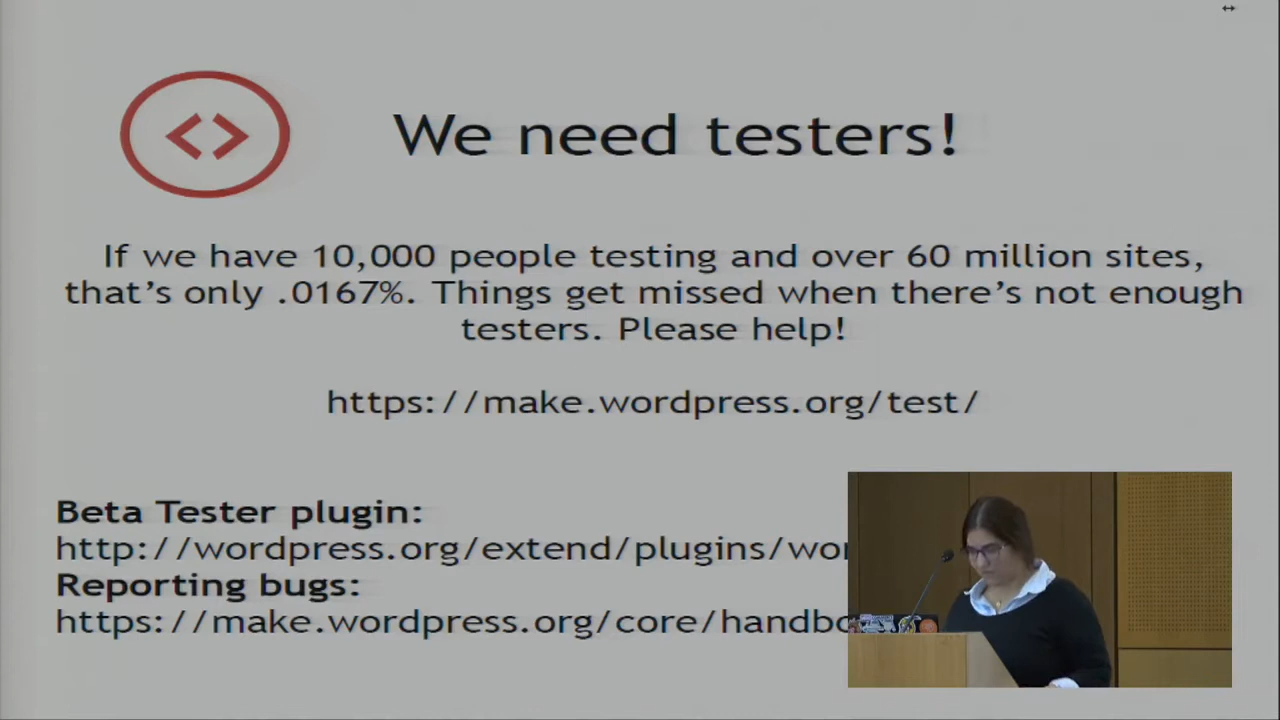 <> We need testers!
If we have 10,000 people testing and over 60 million sites,
that's only .0167%. Things get missed when there's not enough
testers. Please help!
https://make.wordpress.org/test/
Beta Tester plugin:
http://wordpress.org/extend/plugins/wor
Reporting bugs:
https://make.wordpress.org/core/handbo